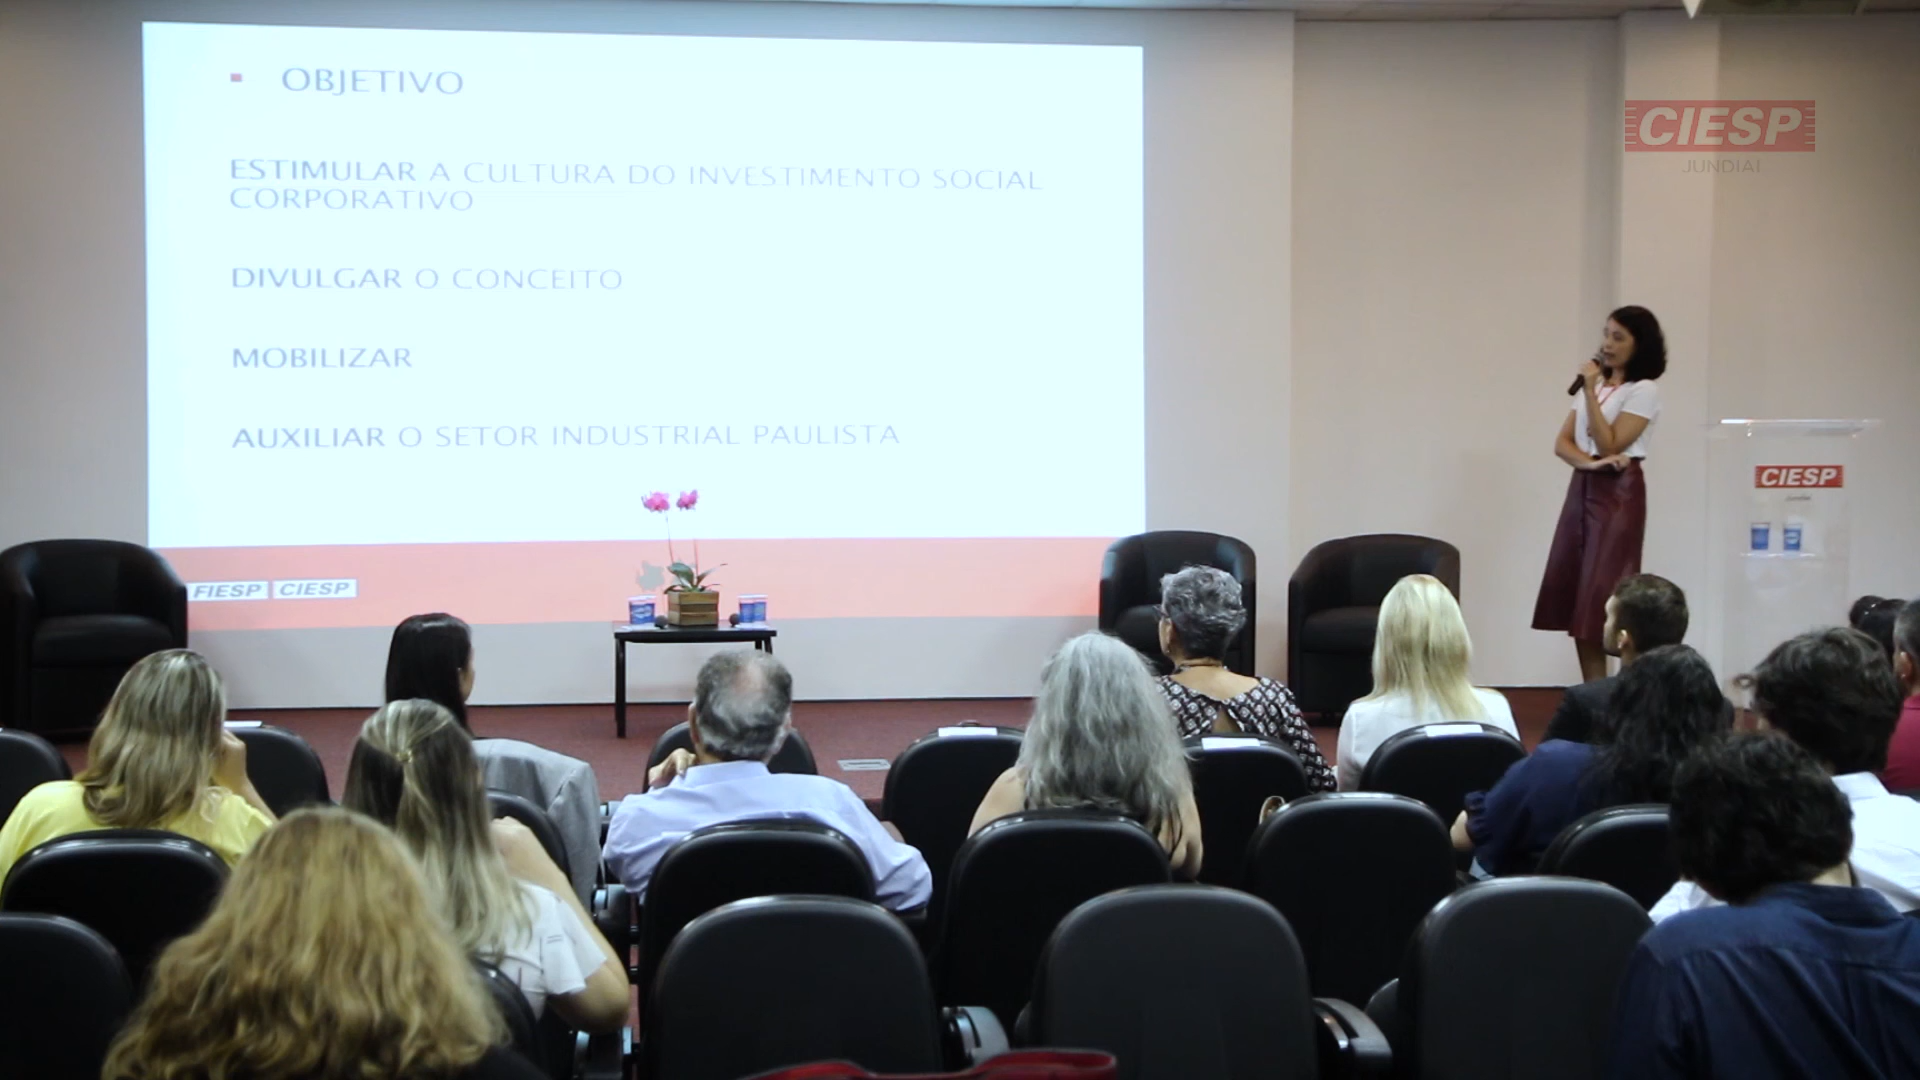 ▪ OBJETIVO
ESTIMULAR A CULTURA DO INVESTIMENTO SOCIAL
CORPORATIVO
DIVULGAR O CONCEITO
MOBILIZAR
AUXILIAR O SETOR INDUSTRIAL PAULISTA
FIESP CIESP
CIESP
JUNDIAÍ
CIESP